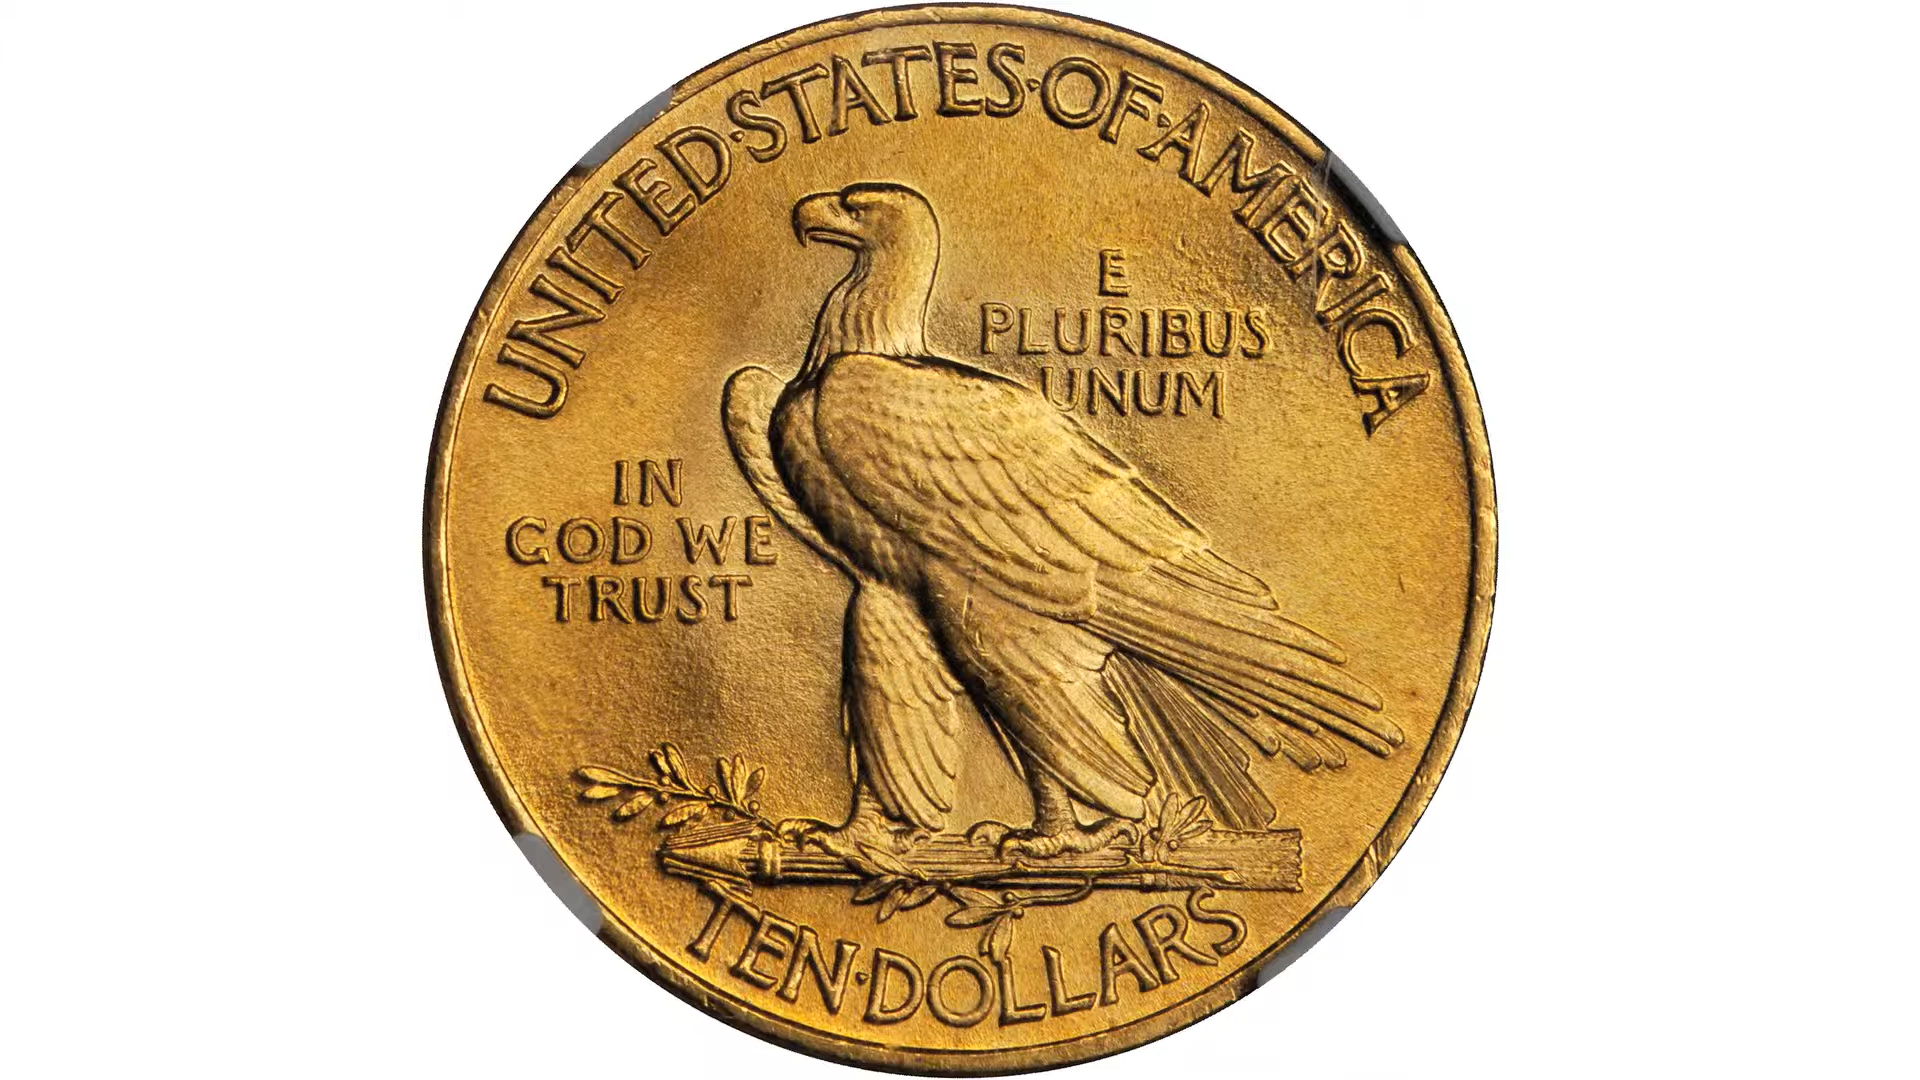 UNITED·STATES·OF·AMERICA
E
PLURIBUS
UNUM
IN
GOD WE
TRUST
TEN·DOLLARS